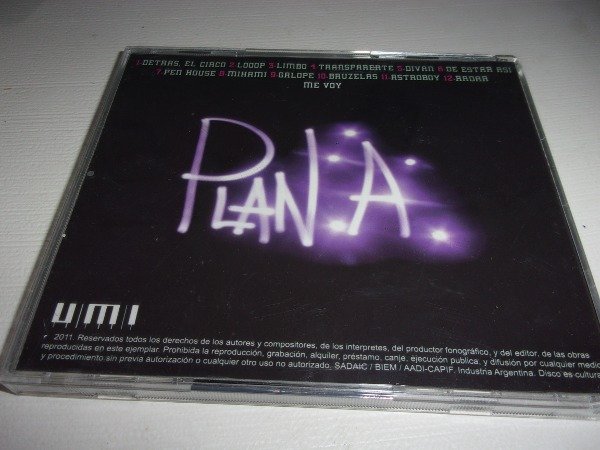 1-DETRAS, EL CIRCO 2-LOOOP 3-LIMBO 4-TRANSPARENTE 5-DIVAN 6-DE ESTAR ASI
7-PEN HOUSE 8-MIKAMI 9-GALOPE 10-BRUZELAS 11-ASTROBOY 12-RADAR
ME VOY
PLAN A
UMI
2011. Reservados todos los derechos de los autores y compositores, de los interpretes, del productor fonográfico, y del editor, de las obras
reproducidas en este ejemplar. Prohibida la reproducción, grabación, alquiler, préstamo, canje, ejecución publica, y difusión por cualquier medio
y procedimiento sin previa autorización o cualquier otro uso no autorizado. SADAIC / BIEM / AADI-CAPIF. Industria Argentina. Disco es cultura